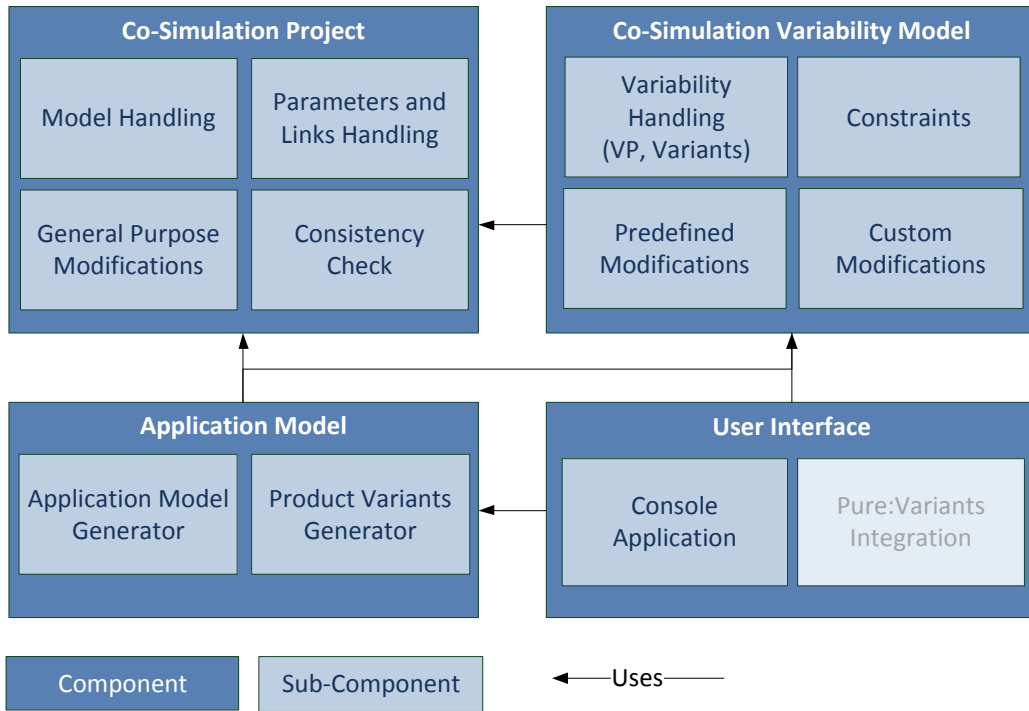 Co-Simulation Project
Model Handling
Parameters and
Links Handling
General Purpose
Modifications
Consistency
Check
Co-Simulation Variability Model
Variability
Handling
(VP, Variants)
Constraints
Predefined
Modifications
Custom
Modifications
Application Model
Application Model
Generator
Product Variants
Generator
User Interface
Console
Application
Pure:Variants
Integration
Component
Sub-Component
Uses